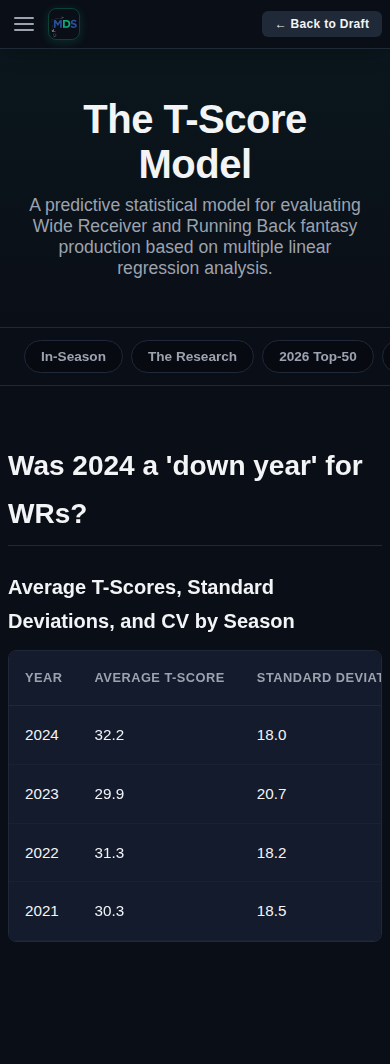 MDS
← Back to Draft
The T-Score
Model
A predictive statistical model for evaluating
Wide Receiver and Running Back fantasy
production based on multiple linear
regression analysis.
In-Season The Research 2026 Top-50
Was 2024 a 'down year' for
WRs?
Average T-Scores, Standard
Deviations, and CV by Season
YEAR AVERAGE T-SCORE STANDARD DEVIAT
2024 32.2 18.0
2023 29.9 20.7
2022 31.3 18.2
2021 30.3 18.5